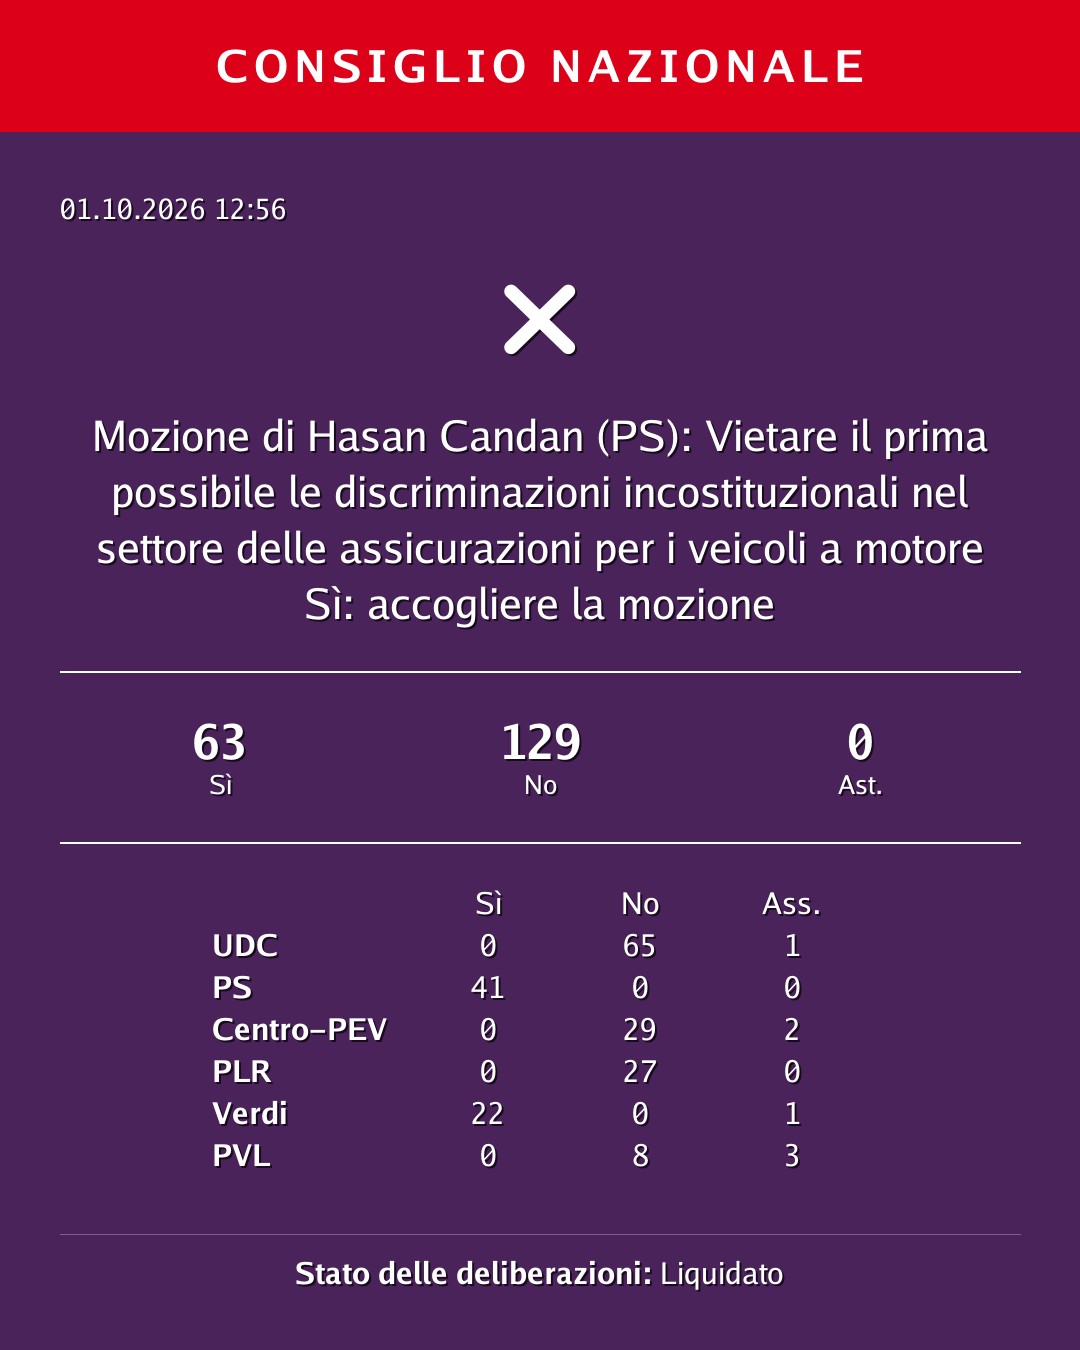 CONSIGLIO NAZIONALE
01.10.2026 12:56
Mozione di Hasan Candan (PS): Vietare il prima
possibile le discriminazioni incostituzionali nel
settore delle assicurazioni per i veicoli a motore
Sì: accogliere la mozione
63 129 0
Sì No Ast.
Sì No Ass.
UDC 0 65 1
PS 41 0 0
Centro-PEV 0 29 2
PLR 0 27 0
Verdi 22 0 1
PVL 0 8 3
Stato delle deliberazioni: Liquidato